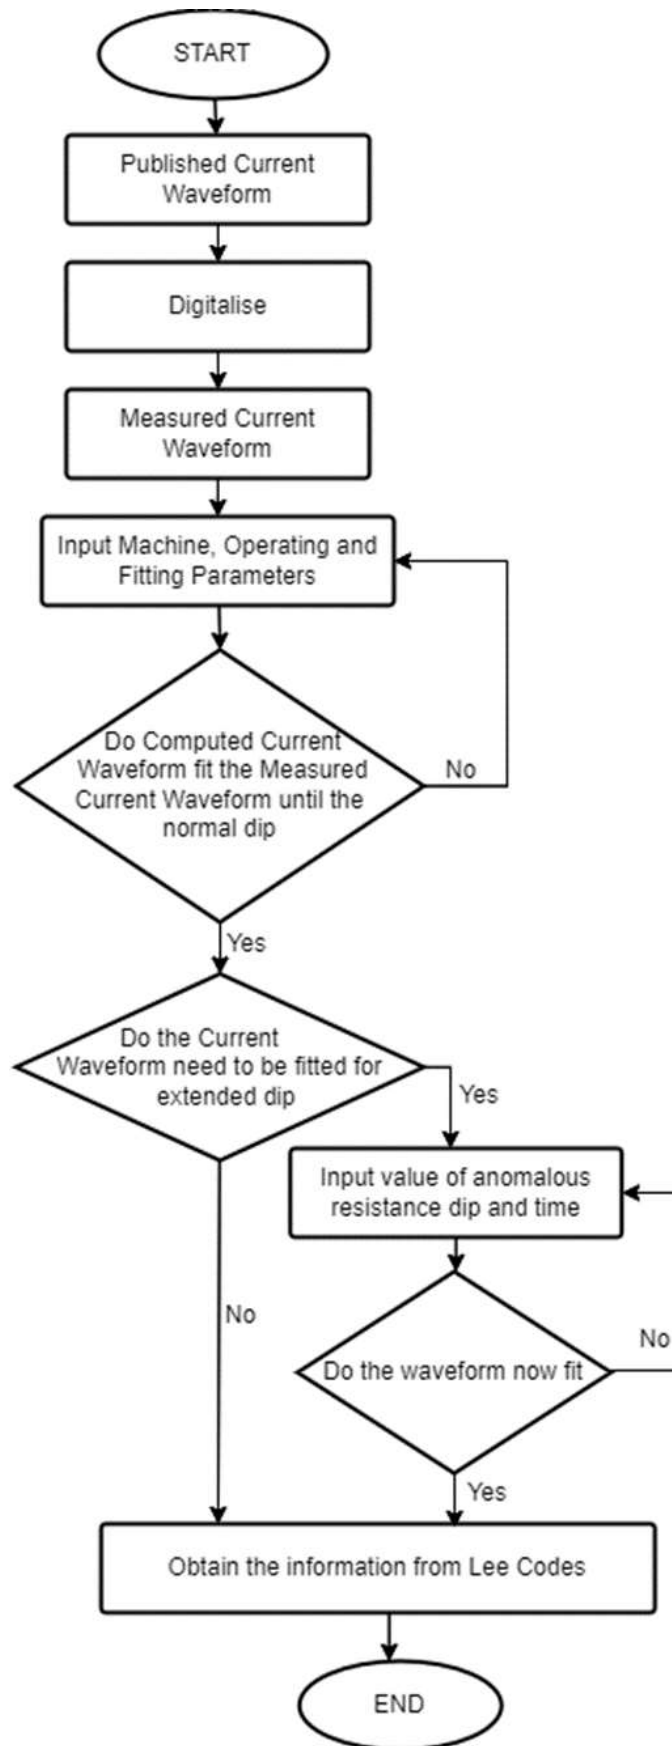 START
Published Current
Waveform
Digitalise
Measured Current
Waveform
Input Machine, Operating and
Fitting Parameters
Do Computed Current
Waveform fit the Measured
Current Waveform until the
normal dip
No
Yes
Do the Current
Waveform need to be fitted for
extended dip
Yes
Input value of anomalous
resistance dip and time
No
No
Do the waveform now fit
Yes
Obtain the information from Lee Codes
END